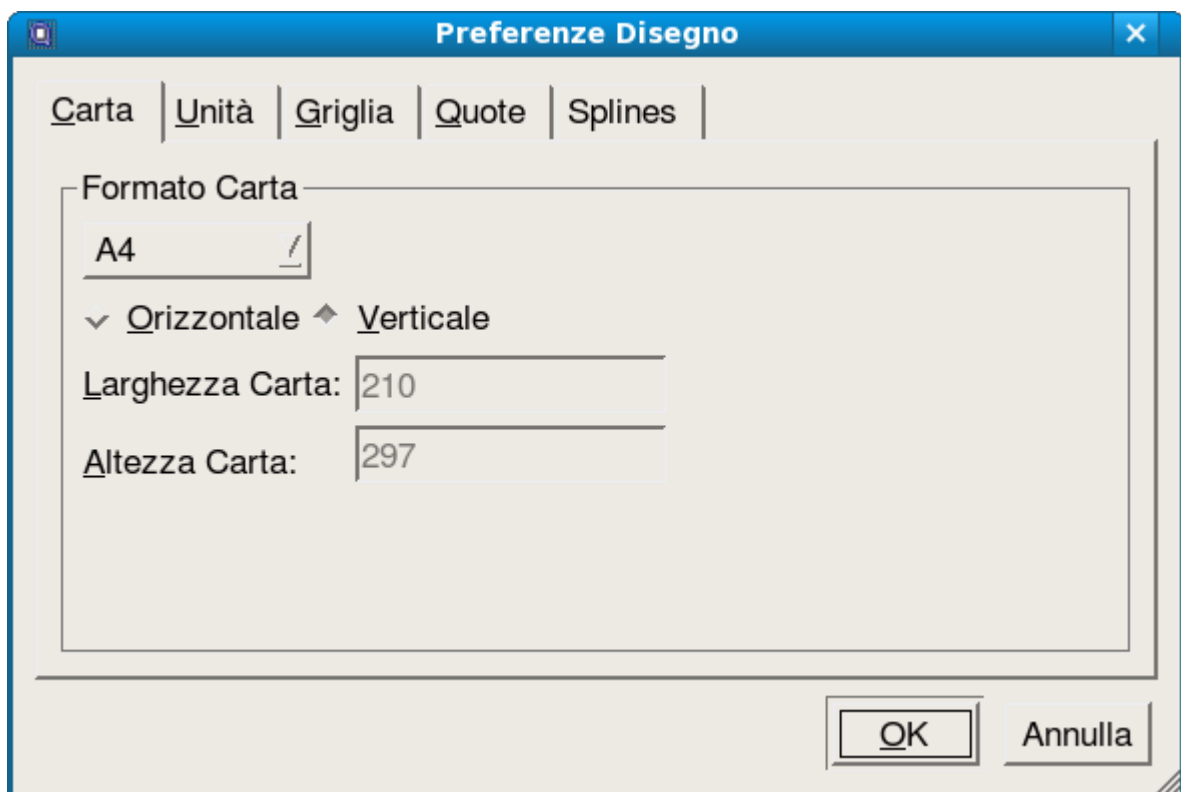 Preferenze Disegno
Carta Unità Griglia Quote Splines
Formato Carta
A4
Orizzontale Verticale
Larghezza Carta: 210
Altezza Carta: 297
OK Annulla